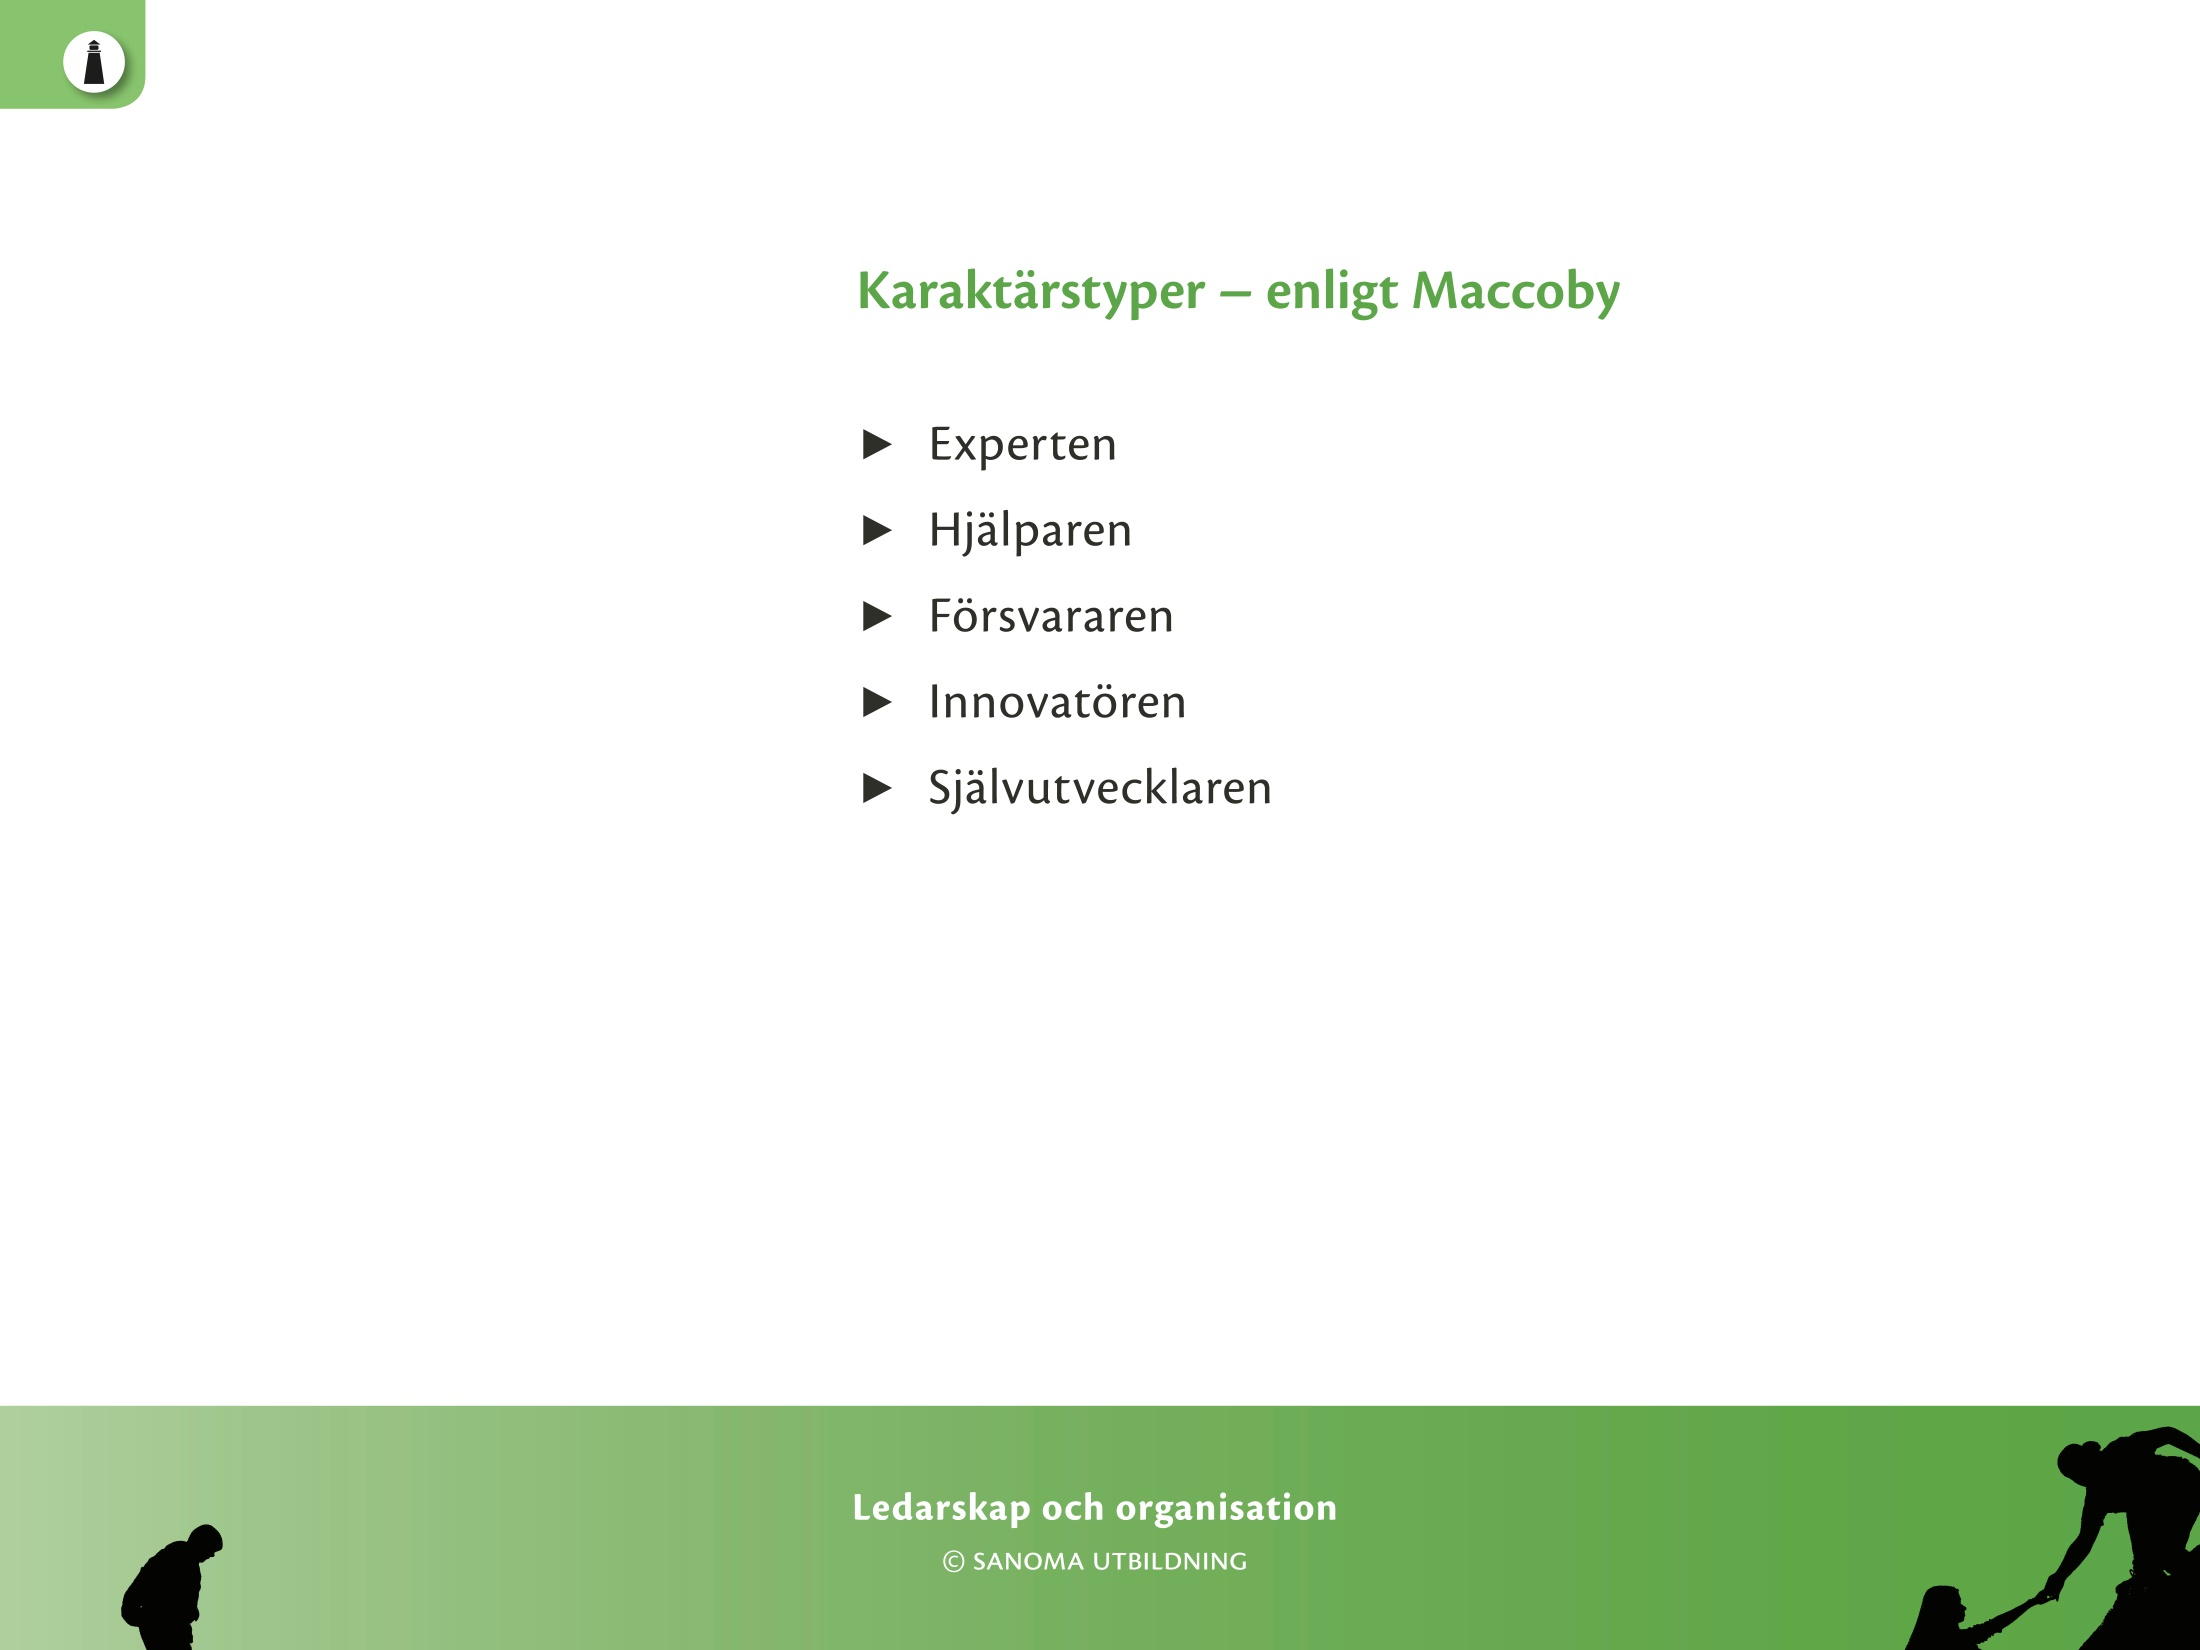 Karaktärstyper – enligt Maccoby
► Experten
► Hjälparen
► Försvararen
► Innovatören
► Självutvecklaren
Ledarskap och organisation
© SANOMA UTBILDNING